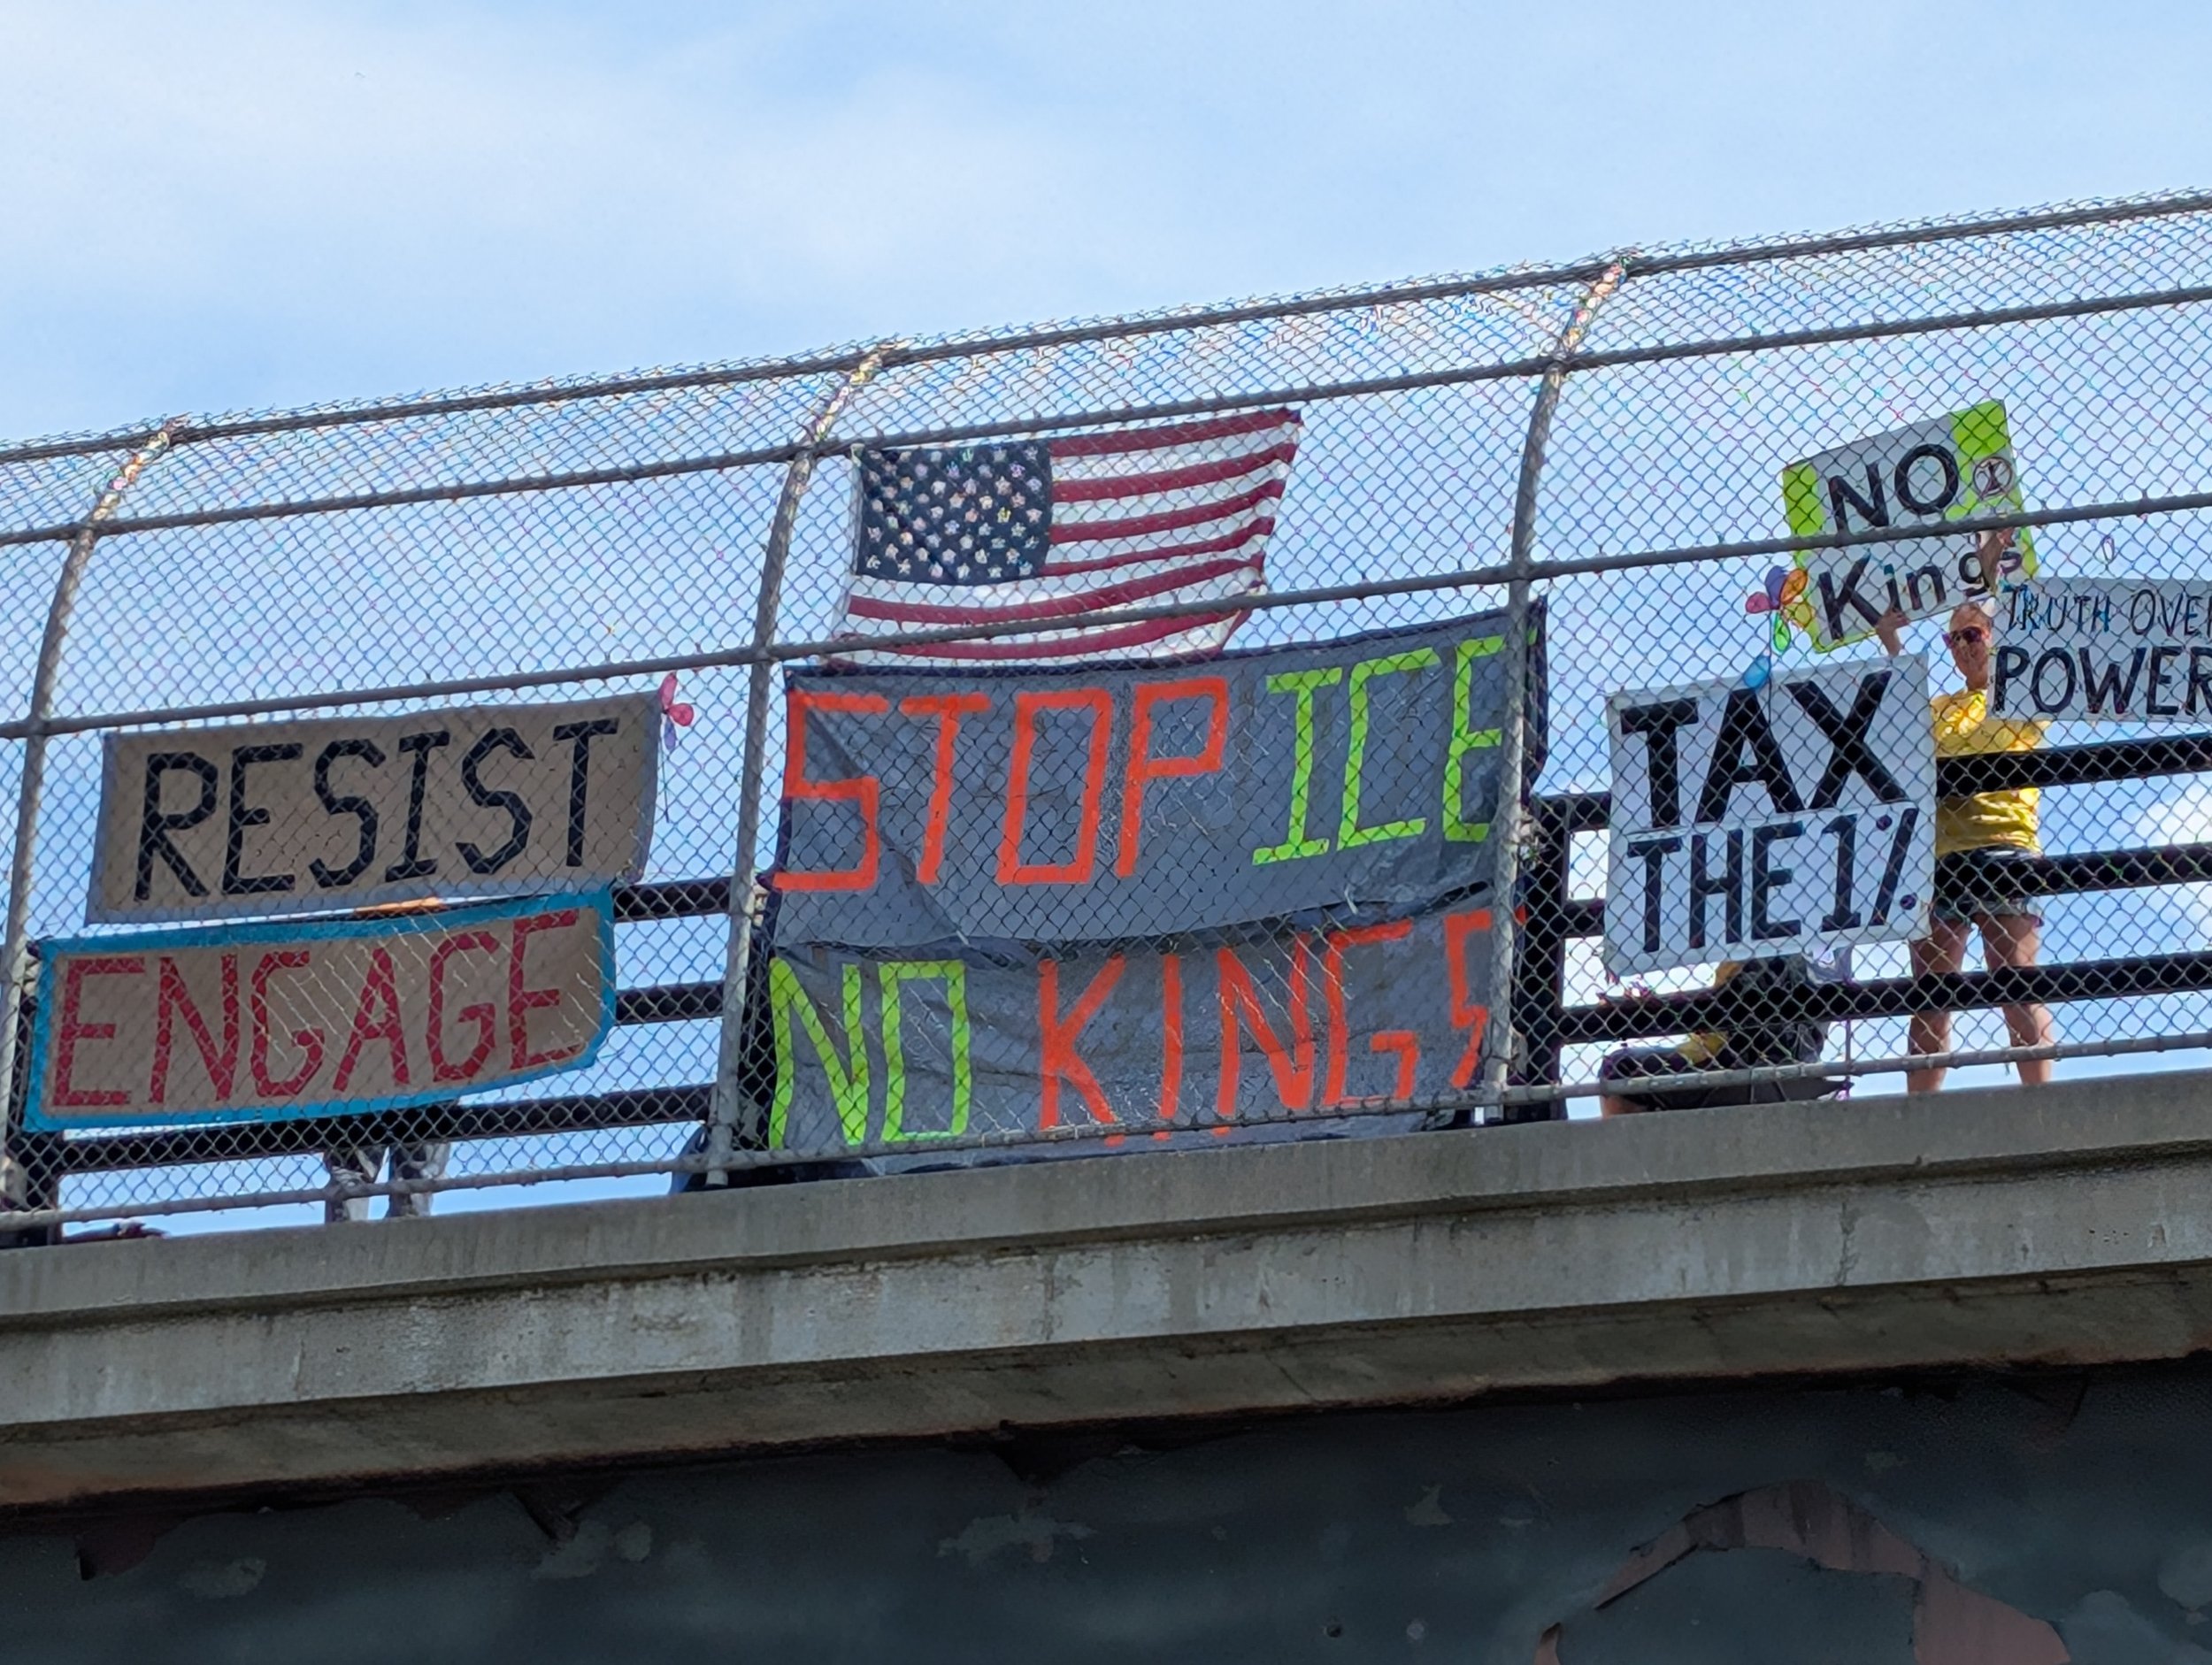 RESIST
ENGAGE
STOP ICE
NO KINGS
NO
Kings
TAX
THE 1%
TRUTH OVER
POWER